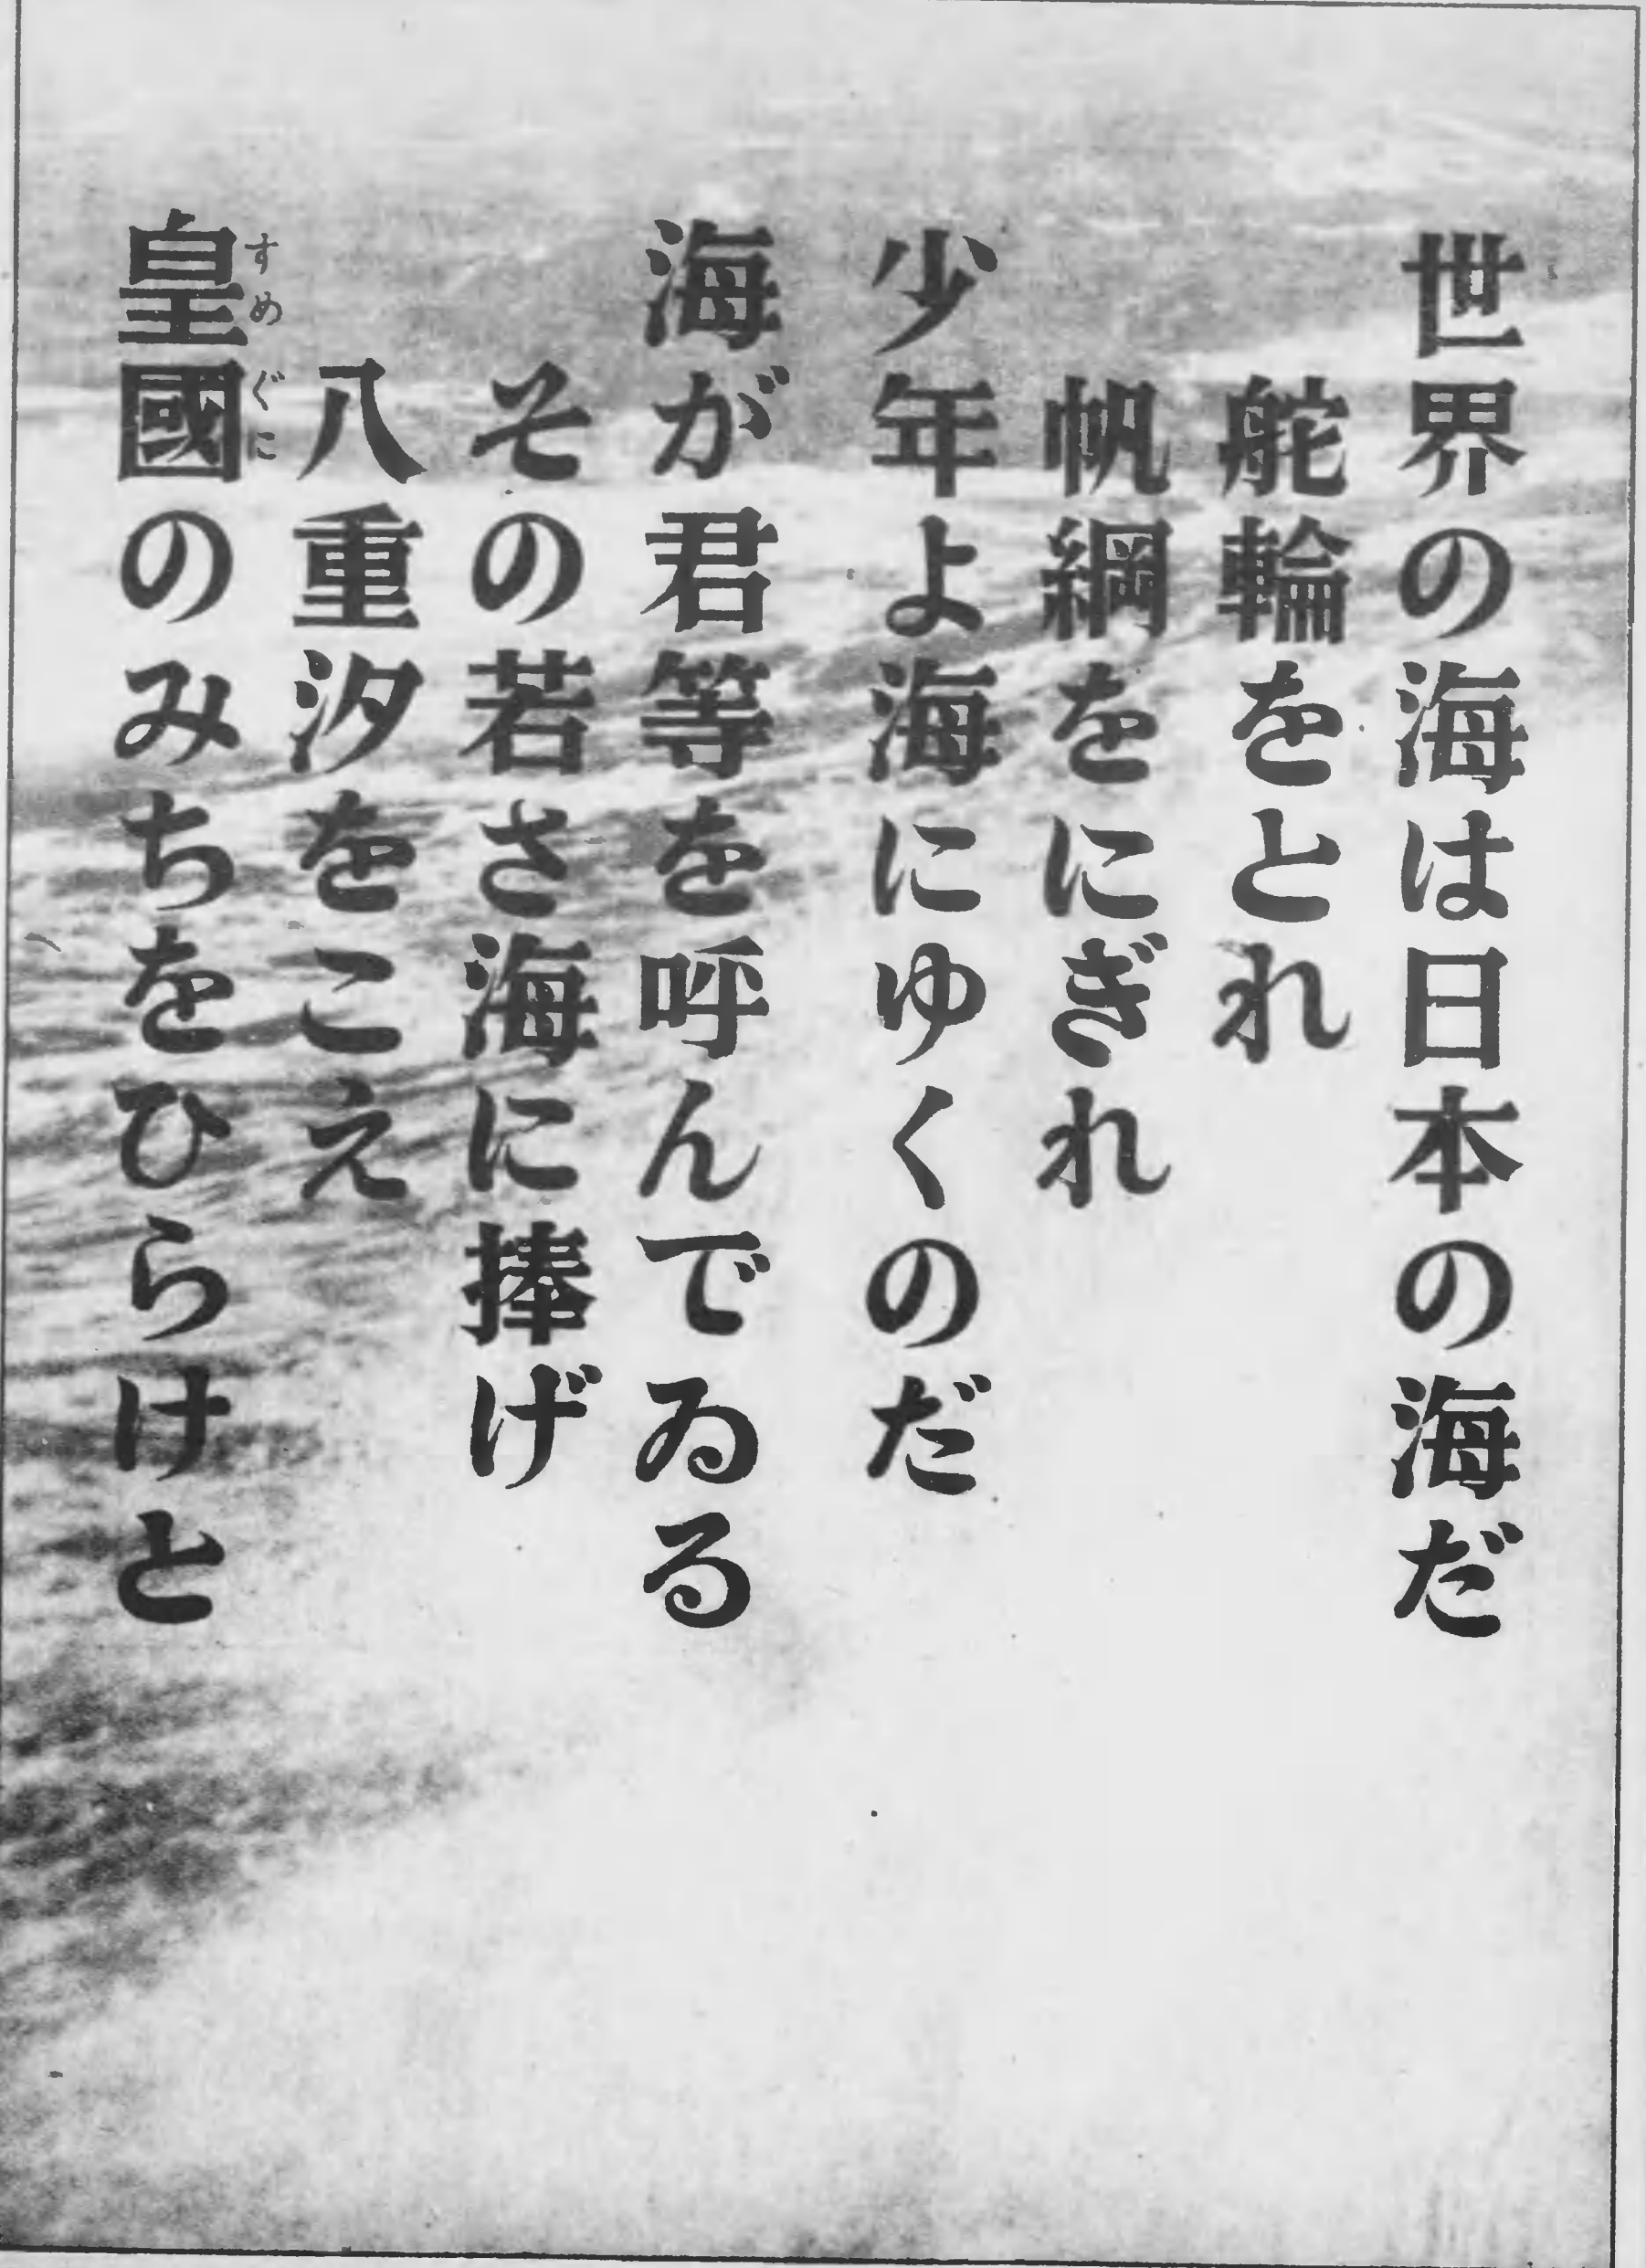 世界の海は日本の海だ
舵輪をとれ
帆綱をにぎれ
少年よ海にゆくのだ
海が君等を呼んでゐる
その若さ海に捧げ
八重汐をこえ
皇國のみちをひらけと
すめぐに